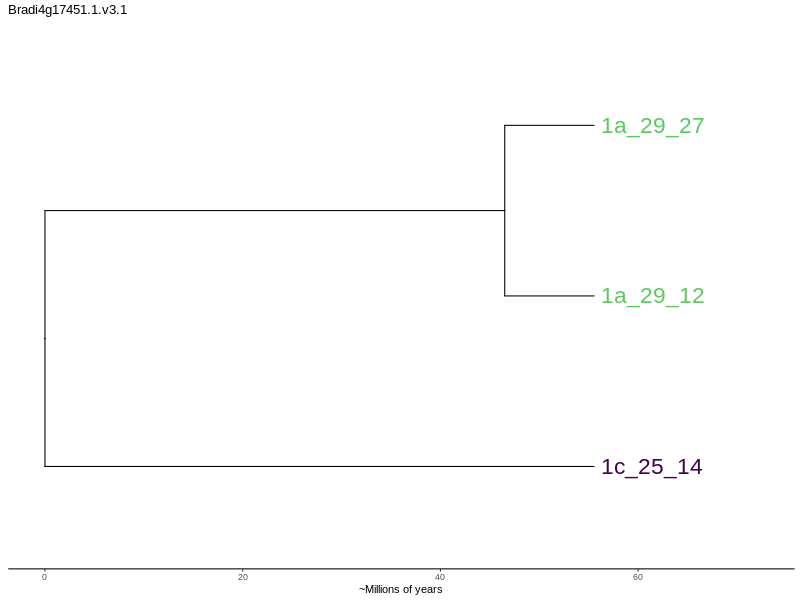 Bradi4g17451.1.v3.1
1a_29_27
1a_29_12
1c_25_14
0 20 40 60
~Millions of years